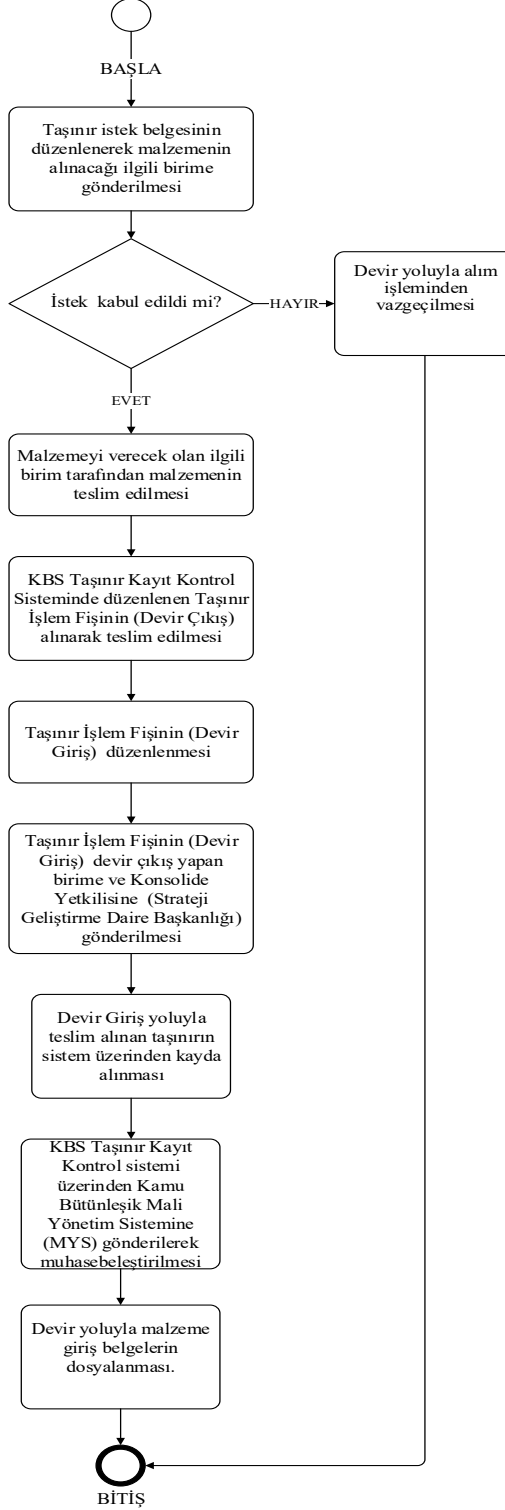 BAŞLA
Taşınır istek belgesinin
düzenlenerek malzemenin
alınacağı ilgili birime
gönderilmesi
İstek kabul edildi mi?
HAYIR
Devir yoluyla alım
işleminden
vazgeçilmesi
EVET
Malzemeyi verecek olan ilgili
birim tarafından malzemenin
teslim edilmesi
KBS Taşınır Kayıt Kontrol
Sisteminde düzenlenen Taşınır
İşlem Fişinin (Devir Çıkış)
alınarak teslim edilmesi
Taşınır İşlem Fişinin (Devir
Giriş) düzenlenmesi
Taşınır İşlem Fişinin (Devir
Giriş) devir çıkış yapan
birime ve Konsolide
Yetkilisine (Strateji
Geliştirme Daire Başkanlığı)
gönderilmesi
Devir Giriş yoluyla
teslim alınan taşınırın
sistem üzerinden kayda
alınması
KBS Taşınır Kayıt
Kontrol sistemi
üzerinden Kamu
Bütünleşik Mali
Yönetim Sistemine
(MYS) gönderilerek
muhasebeleştirilmesi
Devir yoluyla malzeme
giriş belgelerin
dosyalanması.
BİTİŞ